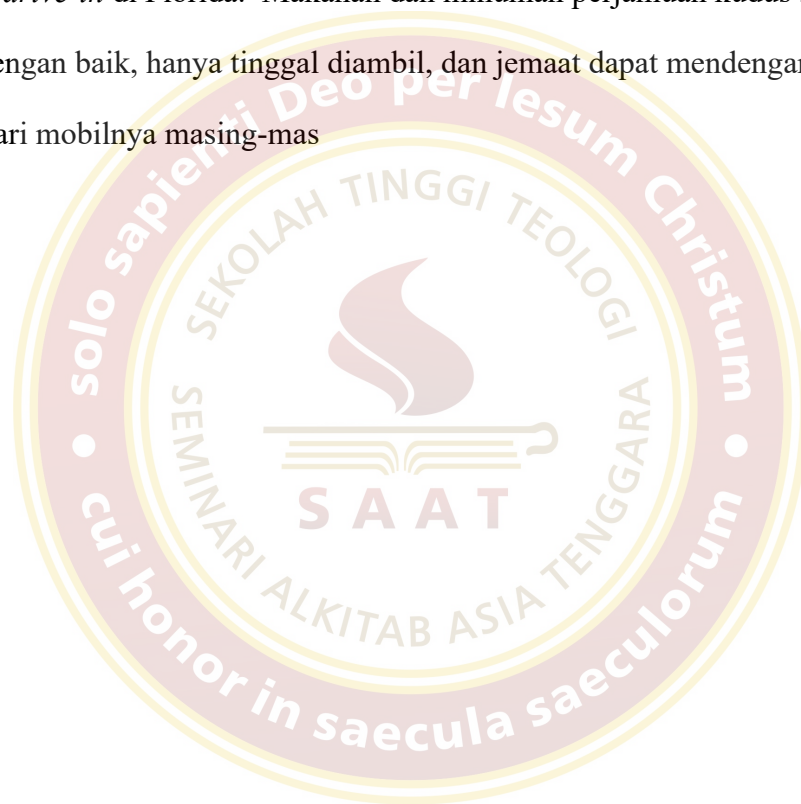 drive-in di Florida. Makanan dan minuman perjamuan kudus
engan baik, hanya tinggal diambil, dan jemaat dapat mendengar
ari mobilnya masing-mas
solo sapienti Deo per Iesum Christum
cui honor in saecula saeculorum
SEKOLAH TINGGI TEOLOGI
SEMINARI ALKITAB ASIA TENGGARA
SAAT